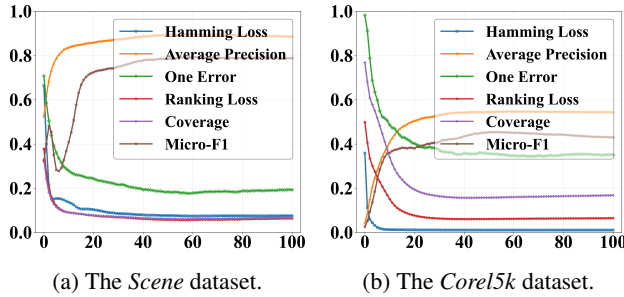 (a)
1.0
0.8
0.6
0.4
0.2
0.0
0 20 40 60 80 100
Hamming Loss
Average Precision
One Error
Ranking Loss
Coverage
Micro-F1
(a) The Scene dataset.
(b)
1.0
0.8
0.6
0.4
0.2
0.0
0 20 40 60 80 100
Hamming Loss
Average Precision
One Error
Ranking Loss
Coverage
Micro-F1
(b) The Corel5k dataset.